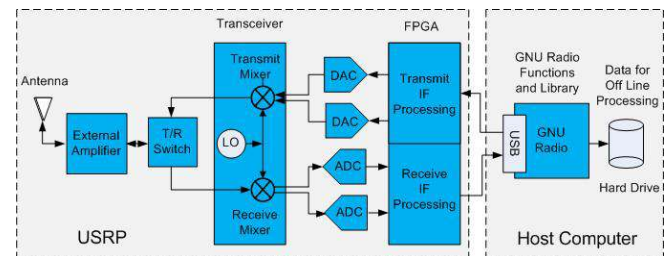 Transceiver
FPGA
Antenna
External
Amplifier
T/R
Switch
Transmit
Mixer
LO
Receive
Mixer
DAC
DAC
ADC
ADC
Transmit
IF
Processing
Receive
IF
Processing
USRP
GNU Radio
Functions
and Library
Data for
Off Line
Processing
USB
GNU
Radio
Hard Drive
Host Computer